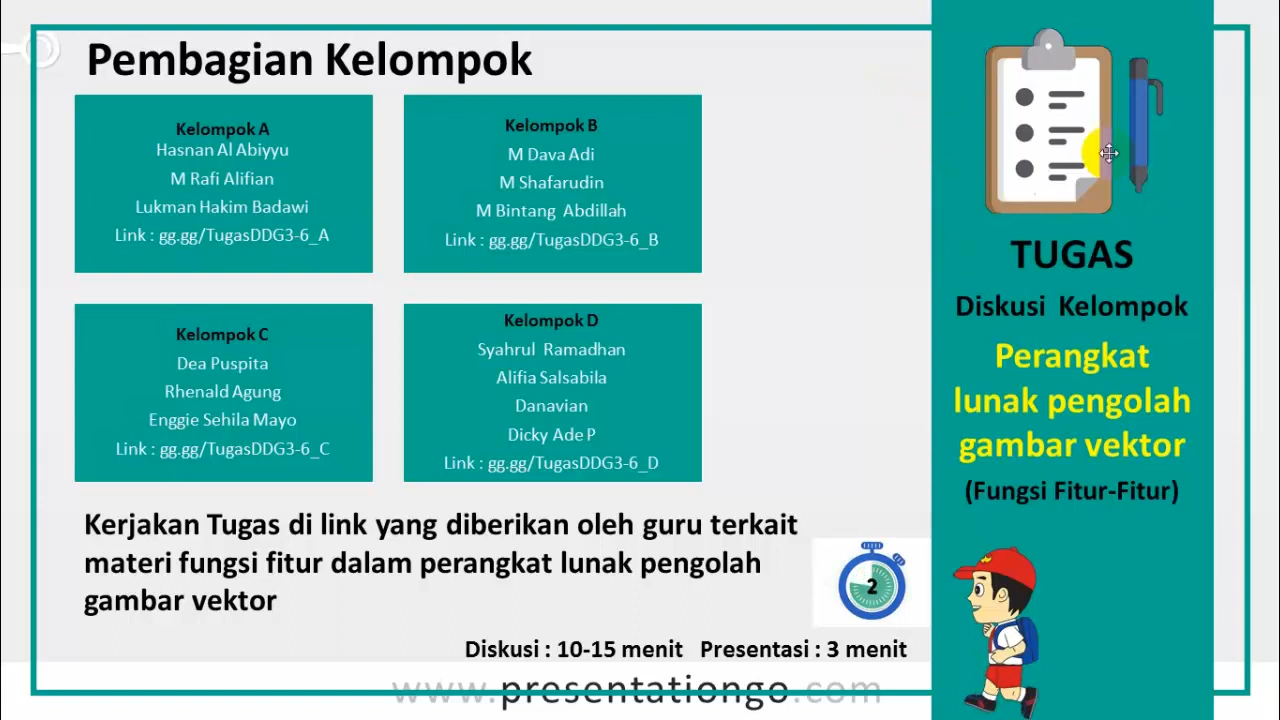 Pembagian Kelompok
Kelompok A
Hasnan Al Abiyyu
M Rafi Alifian
Lukman Hakim Badawi
Link : gg.gg/TugasDDG3-6_A
Kelompok B
M Dava Adi
M Shafarudin
M Bintang Abdillah
Link : gg.gg/TugasDDG3-6_B
Kelompok C
Dea Puspita
Rhenald Agung
Enggie Sehila Mayo
Link : gg.gg/TugasDDG3-6_C
Kelompok D
Syahrul Ramadhan
Alifia Salsabila
Danavian
Dicky Ade P
Link : gg.gg/TugasDDG3-6_D
Kerjakan Tugas di link yang diberikan oleh guru terkait
materi fungsi fitur dalam perangkat lunak pengolah
gambar vektor
2
Diskusi : 10-15 menit Presentasi : 3 menit
www.presentationgo.com
TUGAS
Diskusi Kelompok
Perangkat
lunak pengolah
gambar vektor
(Fungsi Fitur-Fitur)